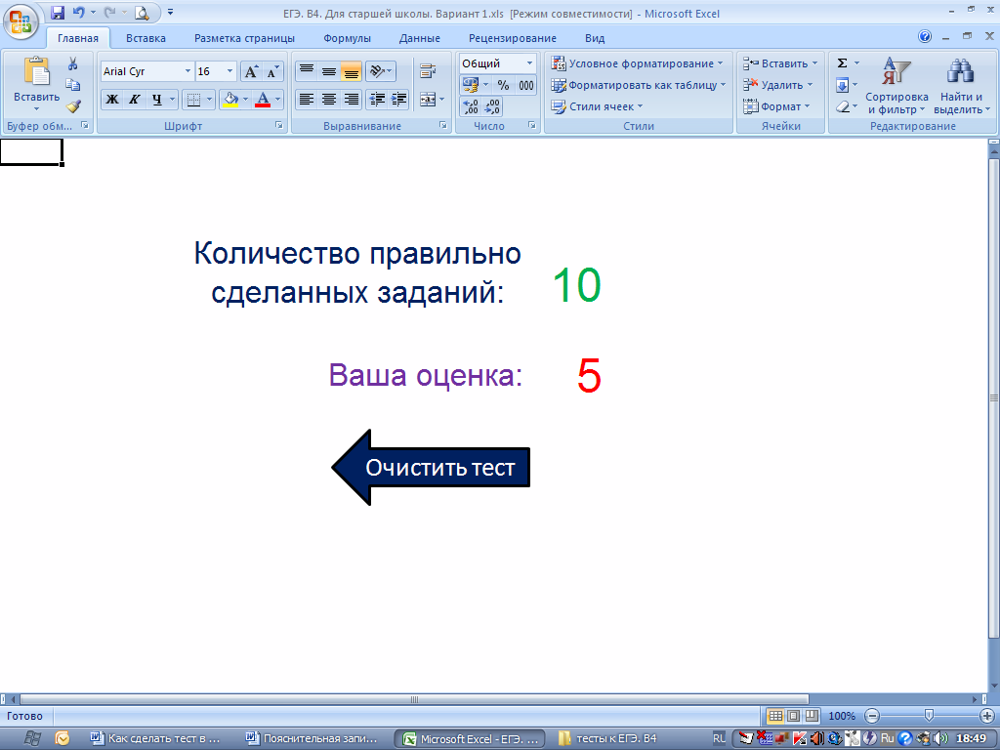 ЕГЭ. В4. Для старшей школы. Вариант 1.xls [Режим совместимости] - Microsoft Excel
Главная Вставка Разметка страницы Формулы Данные Рецензирование Вид
Arial Cyr 16 Общий Условное форматирование Вставить Σ
Вставить Форматировать как таблицу Удалить Сортировка и фильтр Найти и выделить
Ж К Ч А % 000 Стили ячеек Формат
Буфер обм... Шрифт Выравнивание Число Стили Ячейки Редактирование
Количество правильно
сделанных заданий: 10
Ваша оценка: 5
Очистить тест
Готово 100%
Как сделать тест в ... Пояснительная запи... Microsoft Excel - ЕГЭ. ... тесты к ЕГЭ. В4 RU Ru 18:49